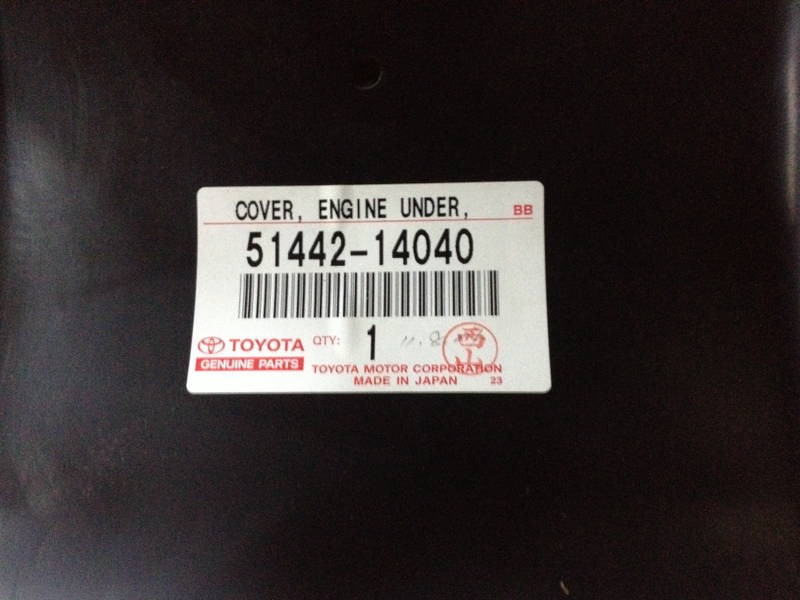 COVER, ENGINE UNDER, BB
51442-14040
TOYOTA QTY: 1
GENUINE PARTS
TOYOTA MOTOR CORPORATION
MADE IN JAPAN 23